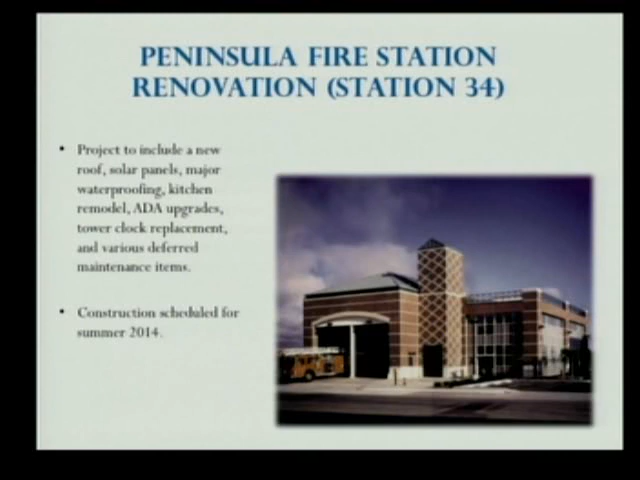 PENINSULA FIRE STATION
RENOVATION (STATION 34)
• Project to include a new
roof, solar panels, major
waterproofing, kitchen
remodel, ADA upgrades,
tower clock replacement,
and various deferred
maintenance items.
• Construction scheduled for
summer 2014.